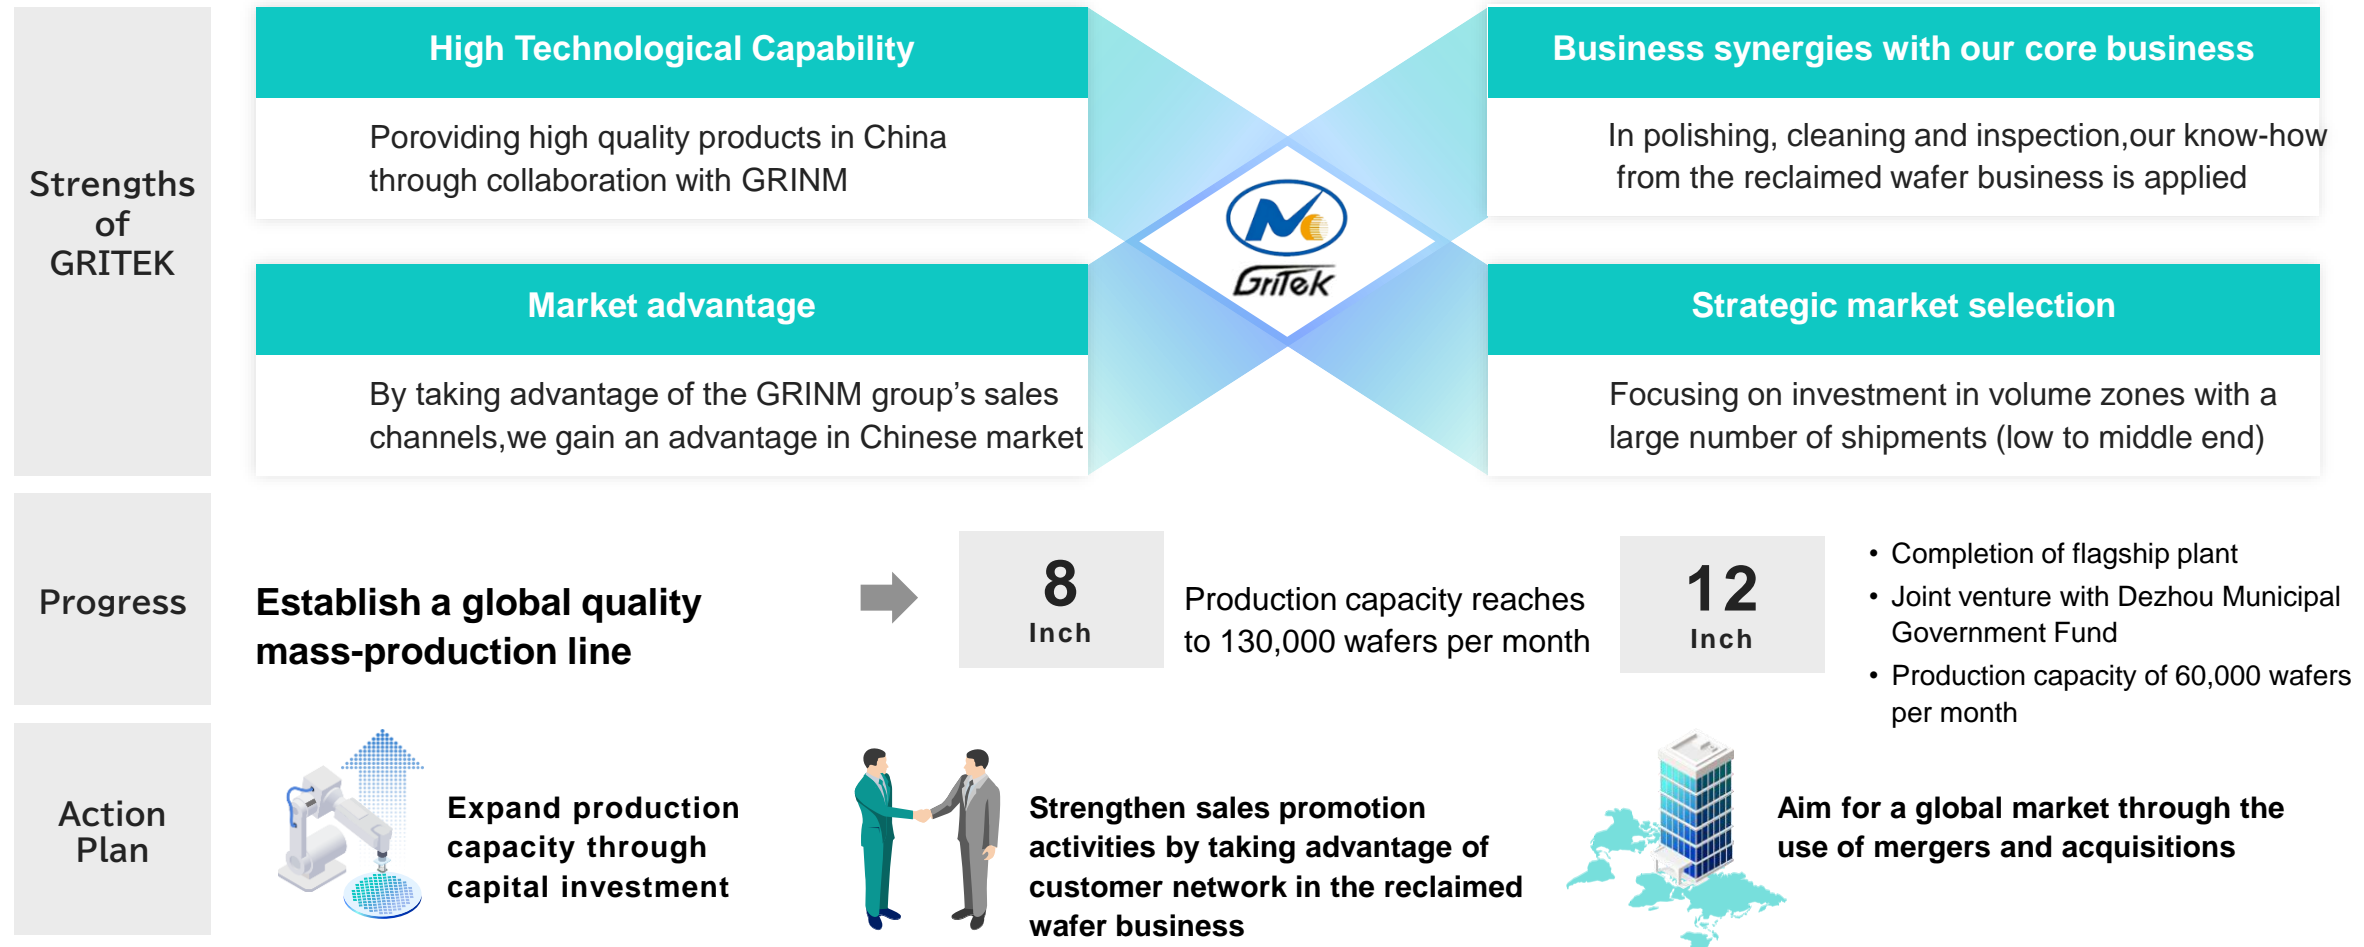 Strengths
of
GRITEK
High Technological Capability
Poroviding high quality products in China
through collaboration with GRINM
Business synergies with our core business
In polishing, cleaning and inspection,our know-how
from the reclaimed wafer business is applied
GriTek
Market advantage
By taking advantage of the GRINM group’s sales
channels,we gain an advantage in Chinese market
Strategic market selection
Focusing on investment in volume zones with a
large number of shipments (low to middle end)
Progress
Establish a global quality
mass-production line
8
Inch
Production capacity reaches
to 130,000 wafers per month
12
Inch
• Completion of flagship plant
• Joint venture with Dezhou Municipal
Government Fund
• Production capacity of 60,000 wafers
per month
Action
Plan
Expand production
capacity through
capital investment
Strengthen sales promotion
activities by taking advantage of
customer network in the reclaimed
wafer business
Aim for a global market through the
use of mergers and acquisitions